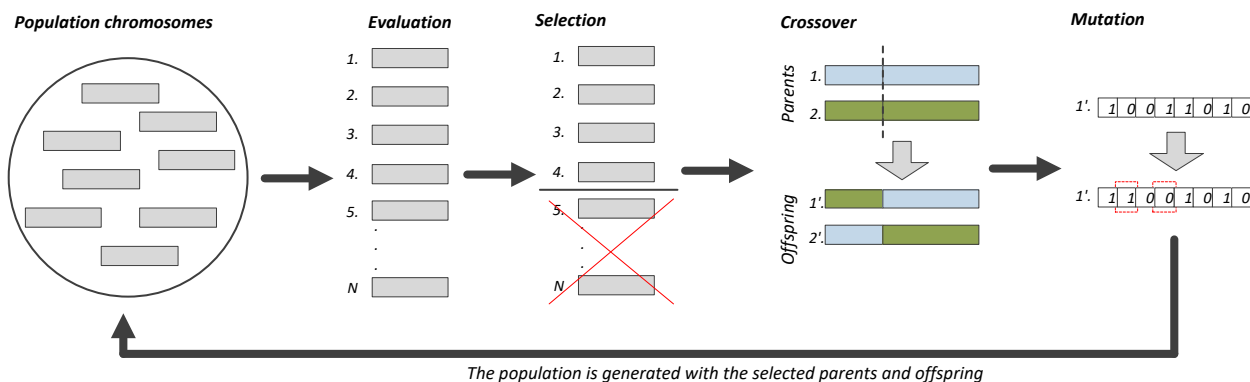 Population chromosomes
Evaluation
1.
2.
3.
4.
5.
.
.
.
N
Selection
1.
2.
3.
4.
5.
.
.
.
N
Crossover
Parents
1.
2.
Offspring
1'.
2'.
Mutation
1'. 1 0 0 1 1 0 1 0
1'. 1 1 0 0 1 0 1 0
The population is generated with the selected parents and offspring